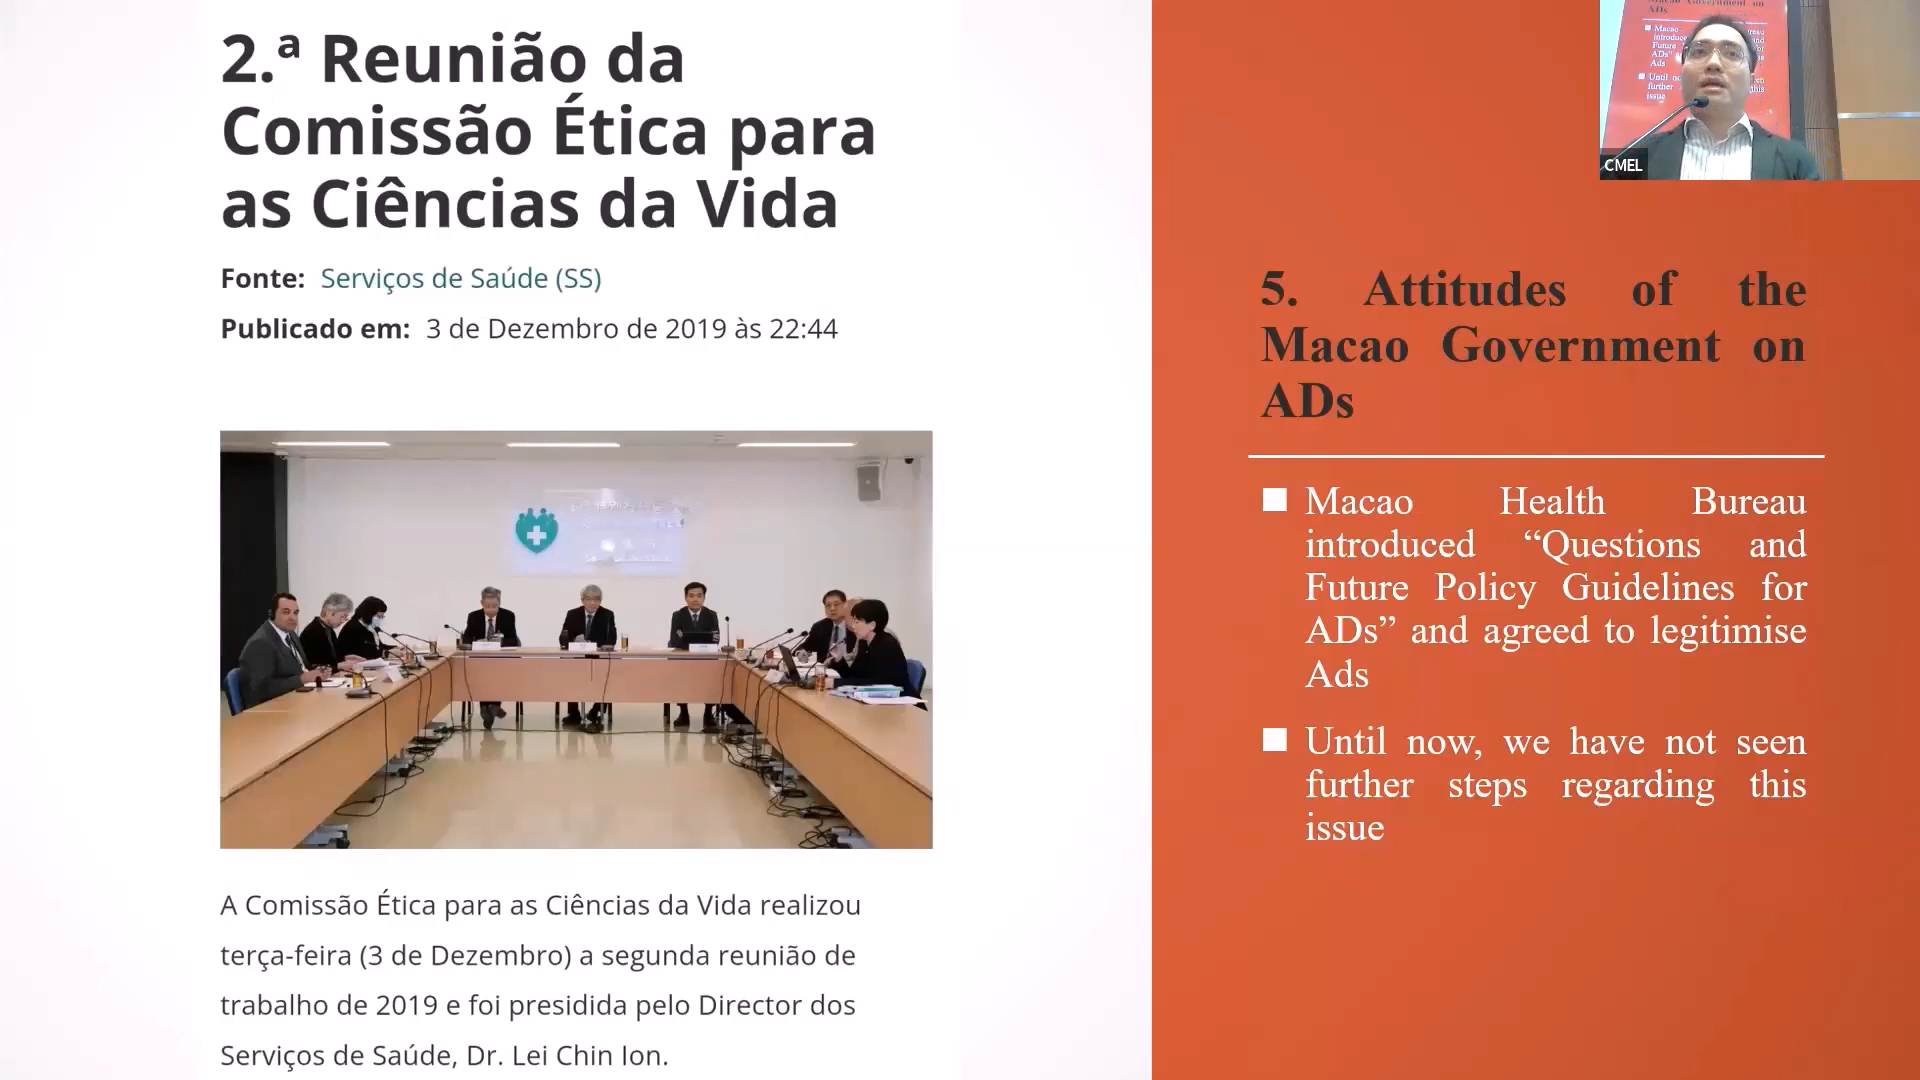 2.ª Reunião da
Comissão Ética para
as Ciências da Vida
Fonte: Serviços de Saúde (SS)
Publicado em: 3 de Dezembro de 2019 às 22:44
A Comissão Ética para as Ciências da Vida realizou
terça-feira (3 de Dezembro) a segunda reunião de
trabalho de 2019 e foi presidida pelo Director dos
Serviços de Saúde, Dr. Lei Chin Ion.
CMEL
5. Attitudes of the
Macao Government on
ADs
Macao Health Bureau
introduced “Questions and
Future Policy Guidelines for
ADs” and agreed to legitimise
Ads
Until now, we have not seen
further steps regarding this
issue